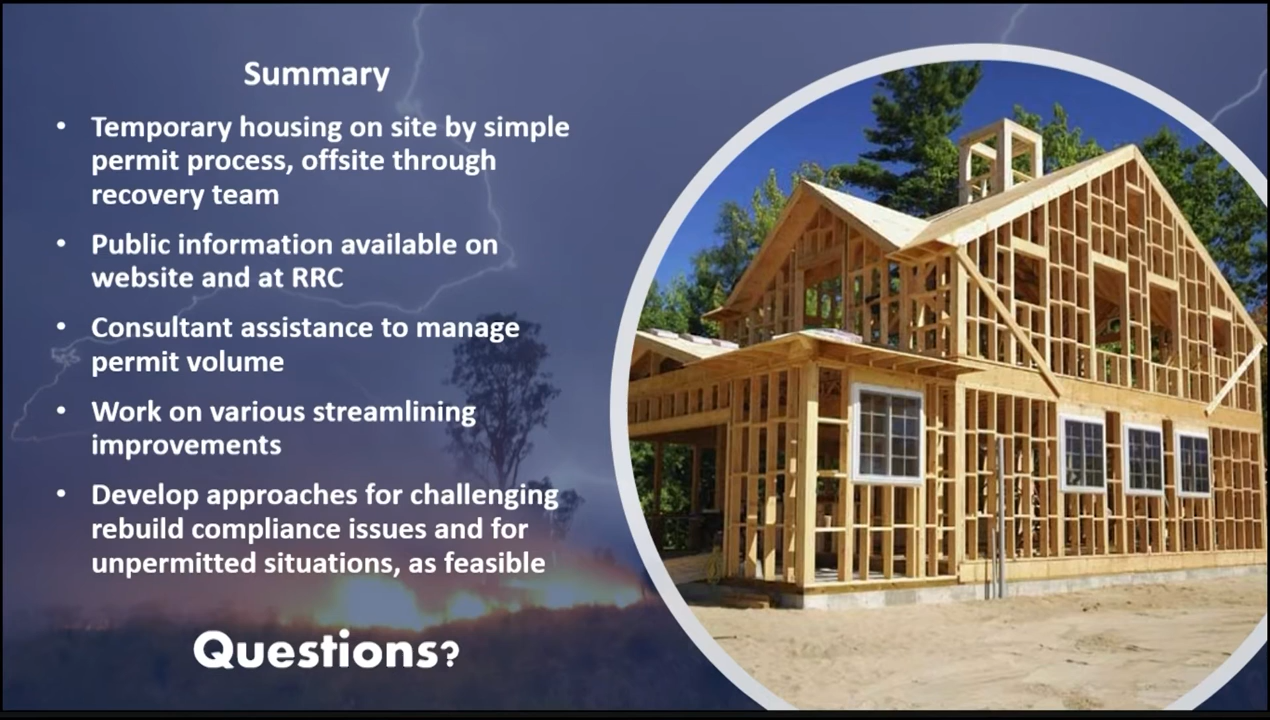 Summary
• Temporary housing on site by simple
permit process, offsite through
recovery team
• Public information available on
website and at RRC
• Consultant assistance to manage
permit volume
• Work on various streamlining
improvements
• Develop approaches for challenging
rebuild compliance issues and for
unpermitted situations, as feasible
Questions?